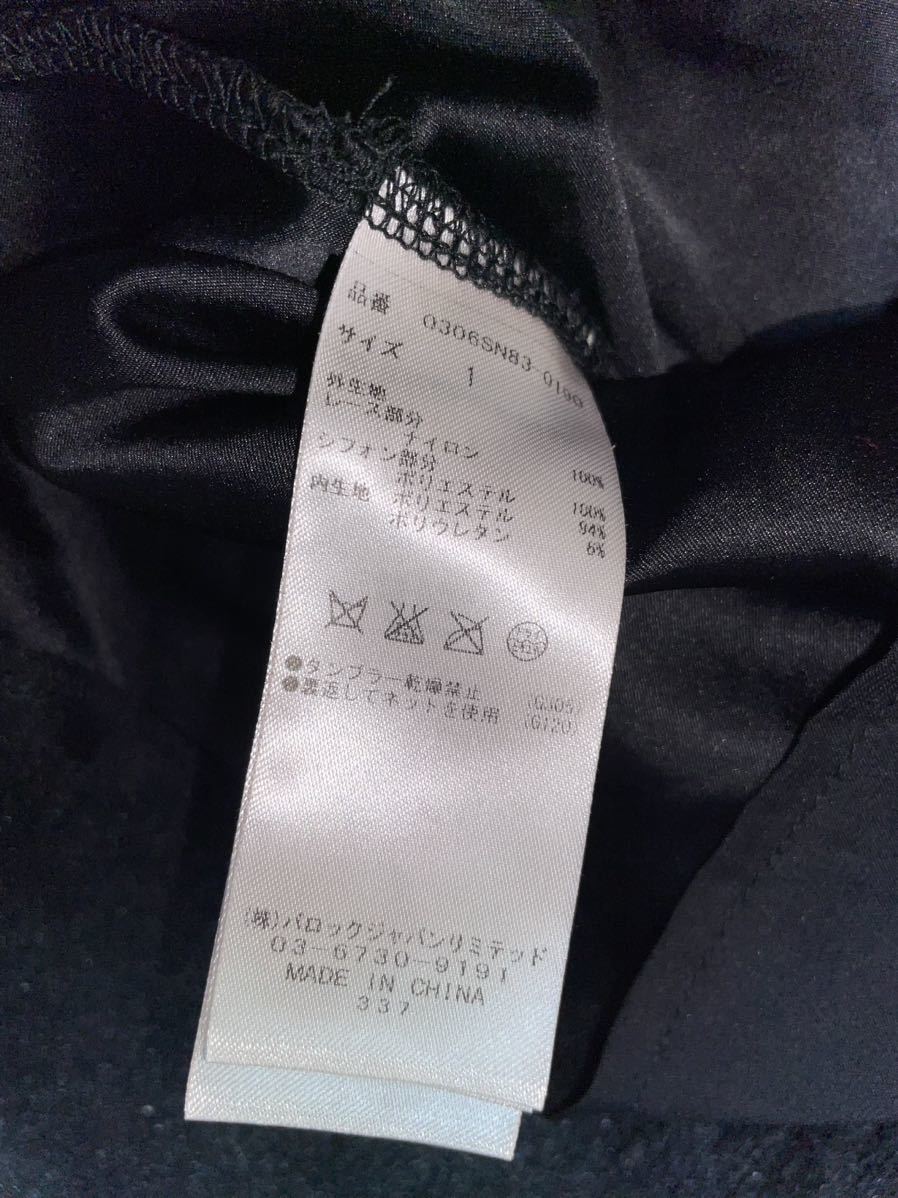 品番 0306SN83-0190
サイズ 1
外生地
レース部分
ナイロン 100%
シフォン部分
ポリエステル 100%
内生地 ポリエステル 94%
ポリウレタン 6%
●タンブラー乾燥禁止
●裏返してネットを使用 (G120)
(株)バロックジャパンリミテッド
03-6730-9191
MADE IN CHINA
337